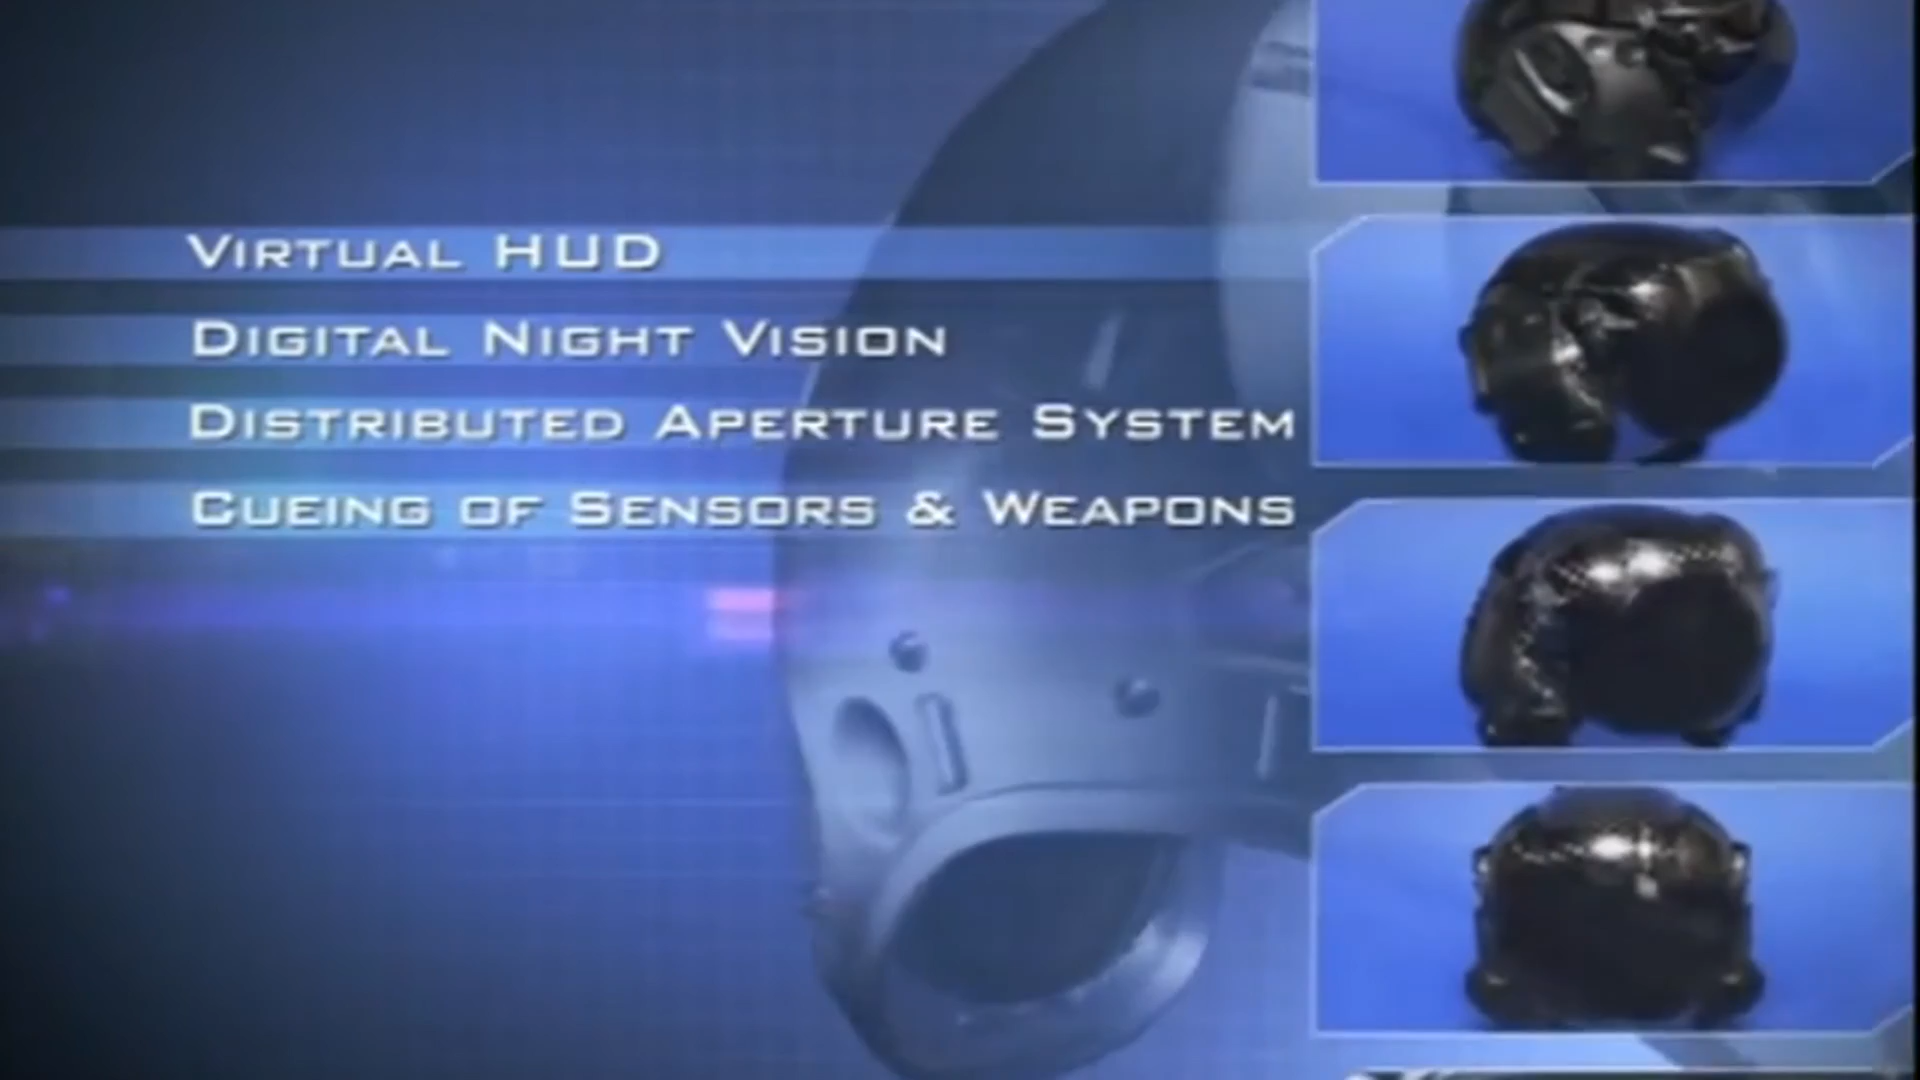 Virtual HUD
Digital Night Vision
Distributed Aperture System
Cueing of Sensors & Weapons